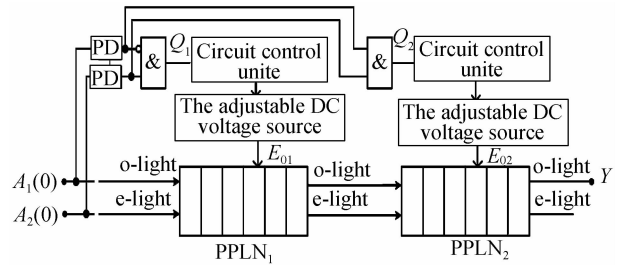 PD
PD
&
Q₁
Circuit control
unite
The adjustable DC
voltage source
E₀₁
&
Q₂
Circuit control
unite
The adjustable DC
voltage source
E₀₂
A₁(0)
A₂(0)
o-light
e-light
PPLN₁
o-light
e-light
PPLN₂
o-light
e-light
Y